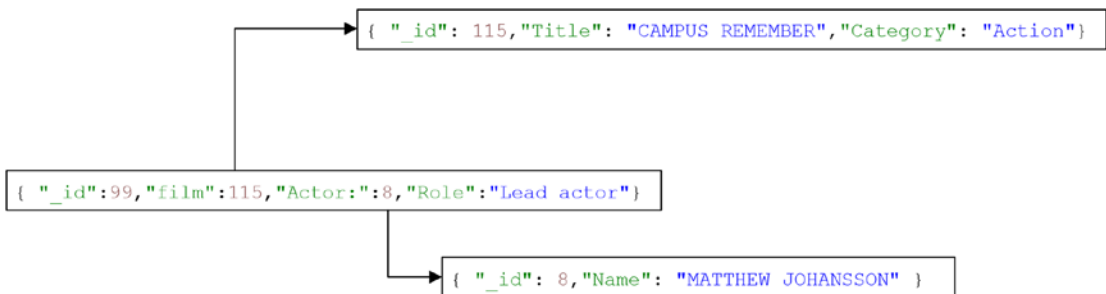 { "_id": 115,"Title": "CAMPUS REMEMBER","Category": "Action"}
{ "_id":99,"film":115,"Actor:":8,"Role":"Lead actor"}
{ "_id": 8,"Name": "MATTHEW JOHANSSON" }